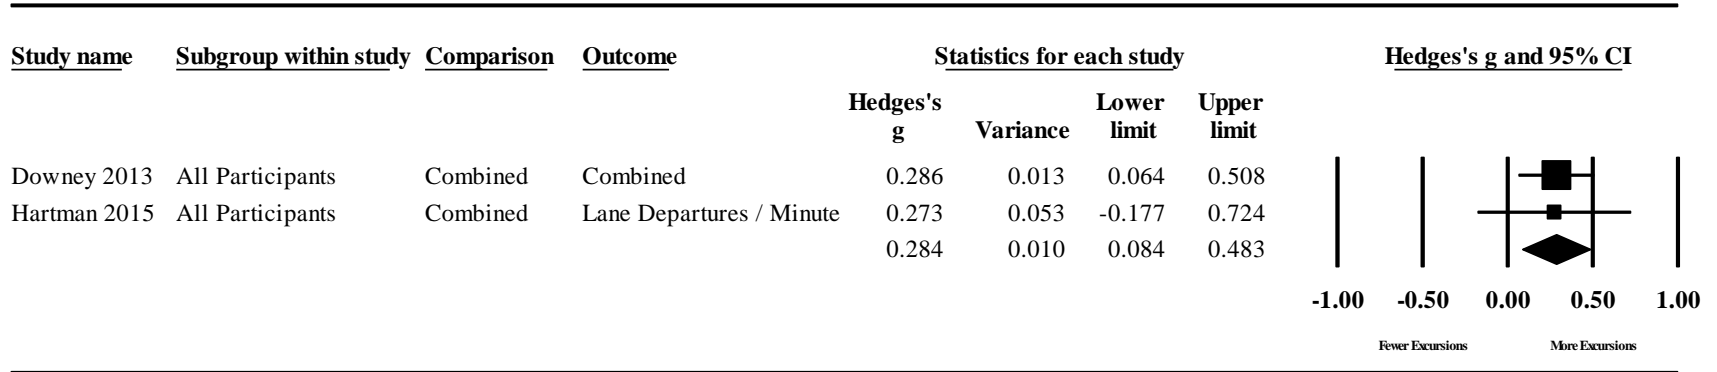 Study name Subgroup within study Comparison Outcome Statistics for each study Hedges's g and 95% CI
Hedges's Lower Upper
g Variance limit limit
Downey 2013 All Participants Combined Combined 0.286 0.013 0.064 0.508
Hartman 2015 All Participants Combined Lane Departures / Minute 0.273 0.053 -0.177 0.724
0.284 0.010 0.084 0.483
-1.00 -0.50 0.00 0.50 1.00
Fewer Excursions More Excursions